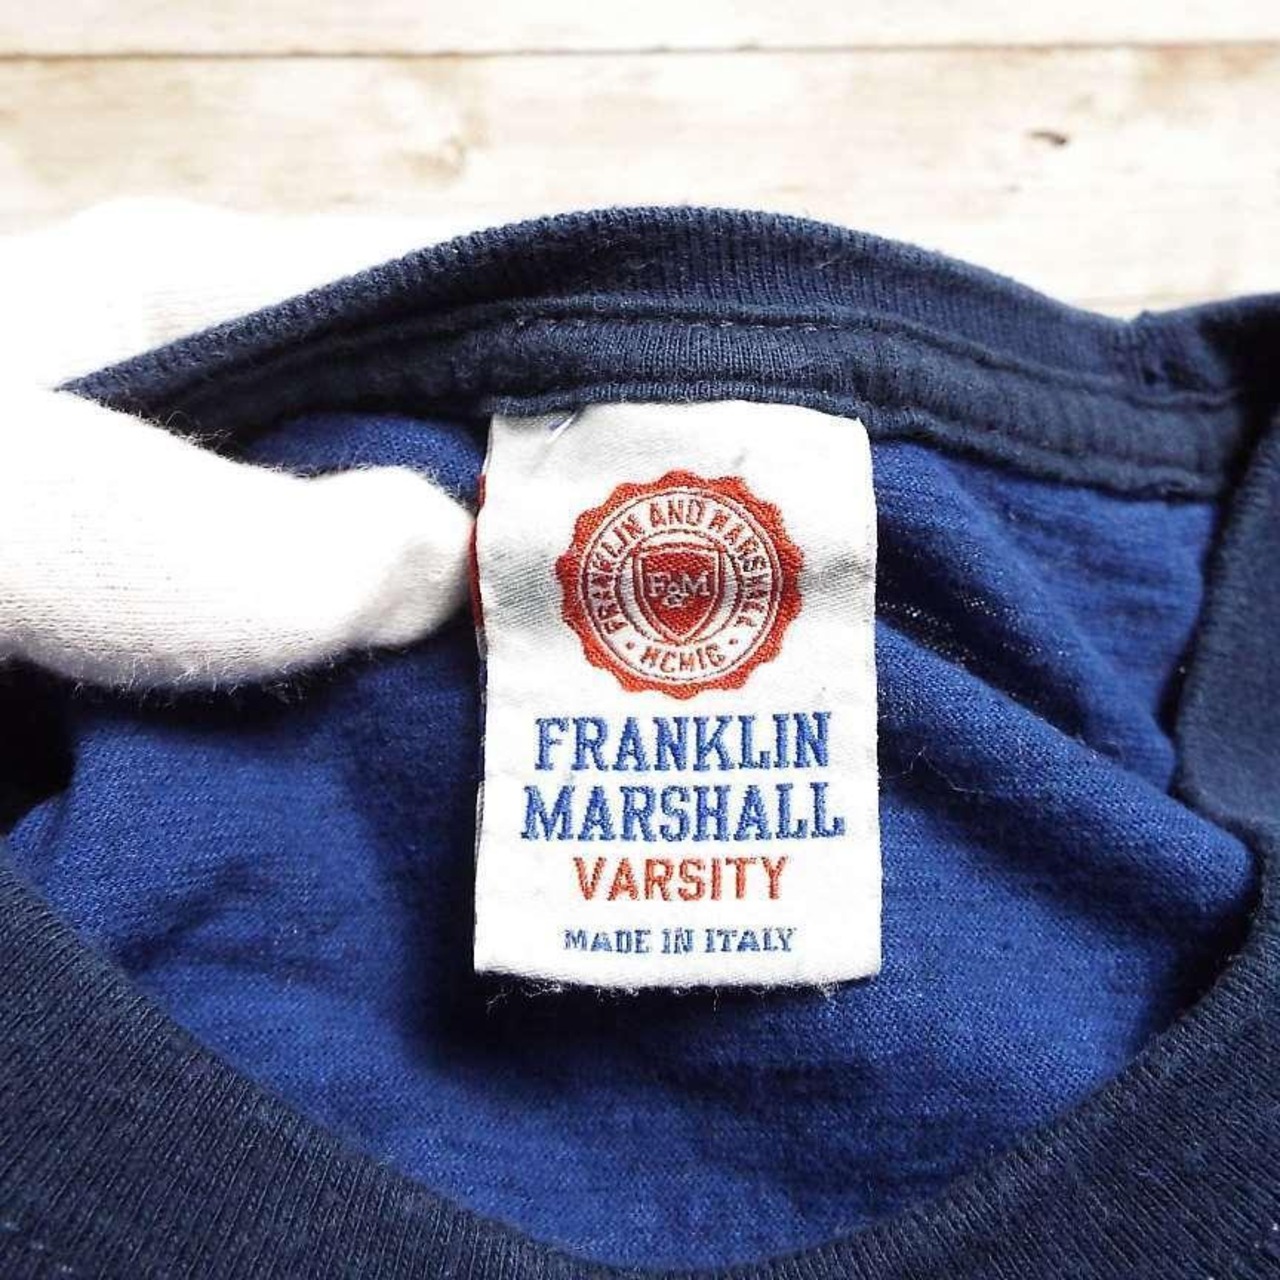 FRANKLIN AND MARSHALL
F&M
• MCMIC •
FRANKLIN
MARSHALL
VARSITY
MADE IN ITALY